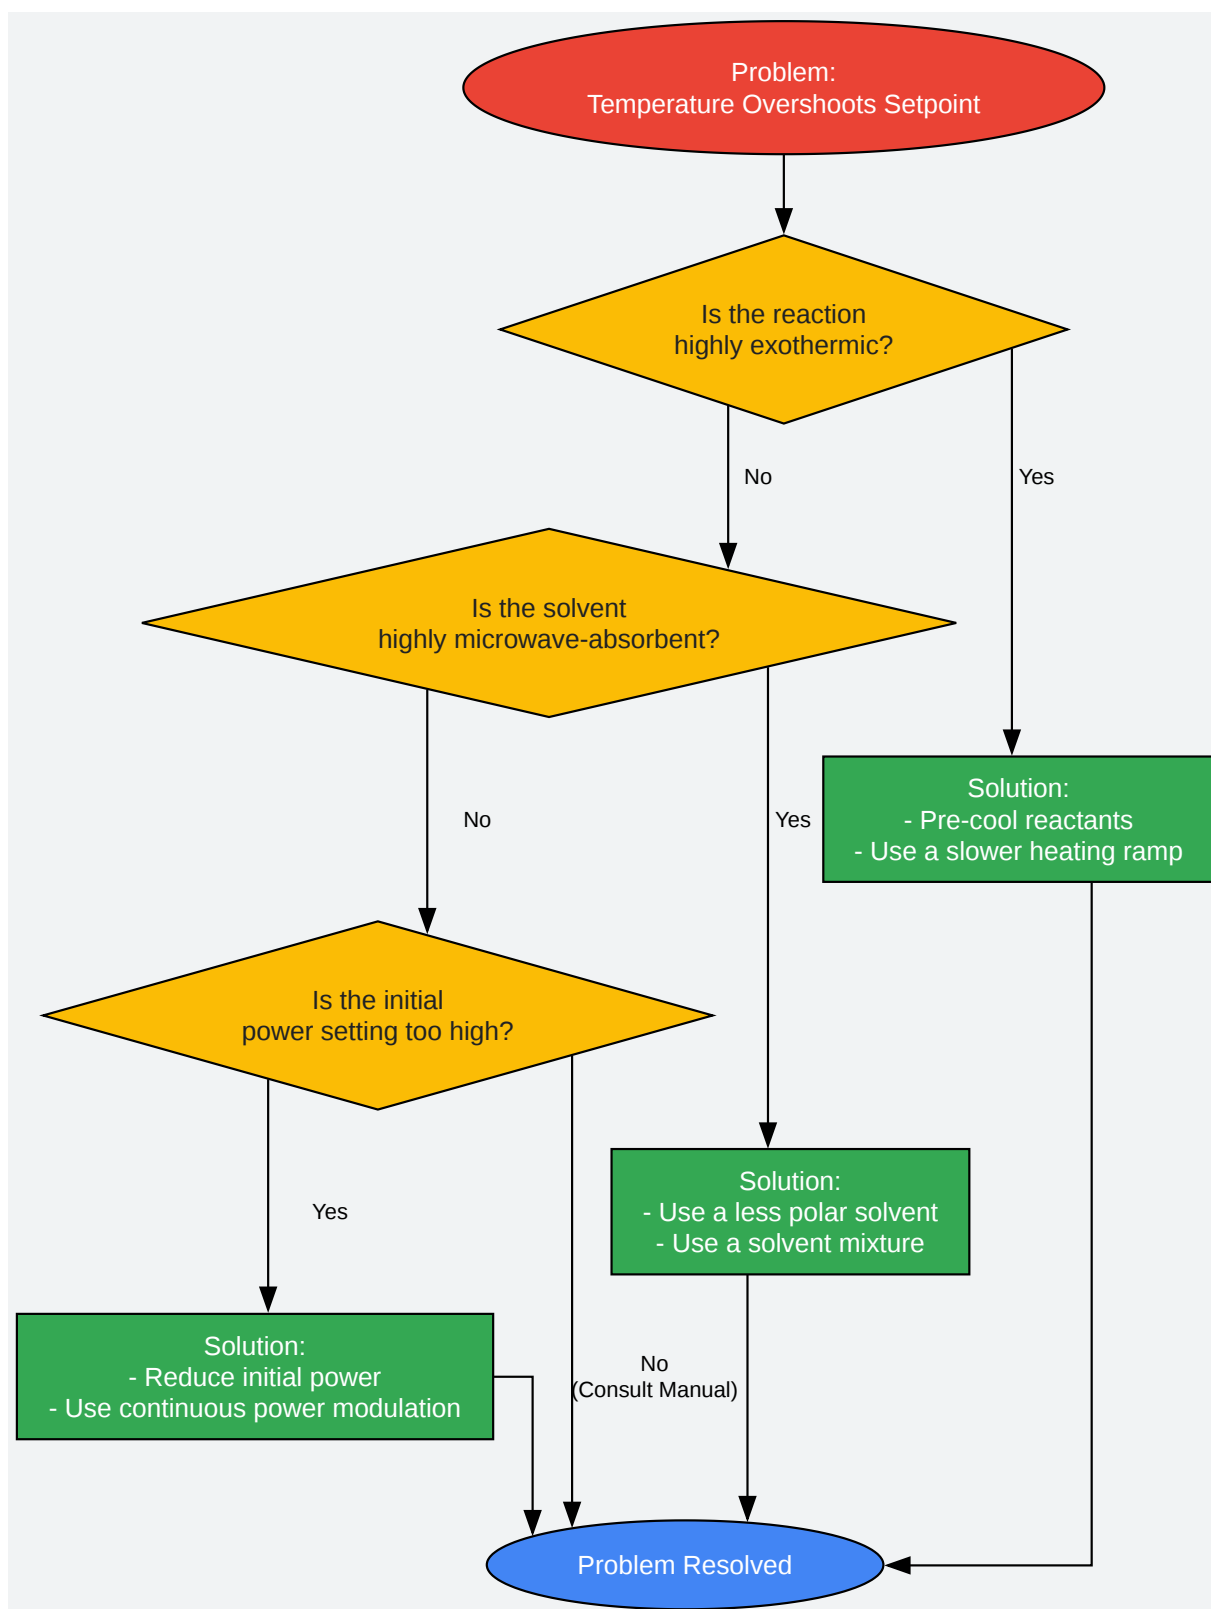 Problem:
Temperature Overshoots Setpoint
Is the reaction
highly exothermic?
No
Yes
Is the solvent
highly microwave-absorbent?
No
Yes
Solution:
- Pre-cool reactants
- Use a slower heating ramp
Is the initial
power setting too high?
Yes
Solution:
- Use a less polar solvent
- Use a solvent mixture
Solution:
- Reduce initial power
- Use continuous power modulation
No
(Consult Manual)
Problem Resolved